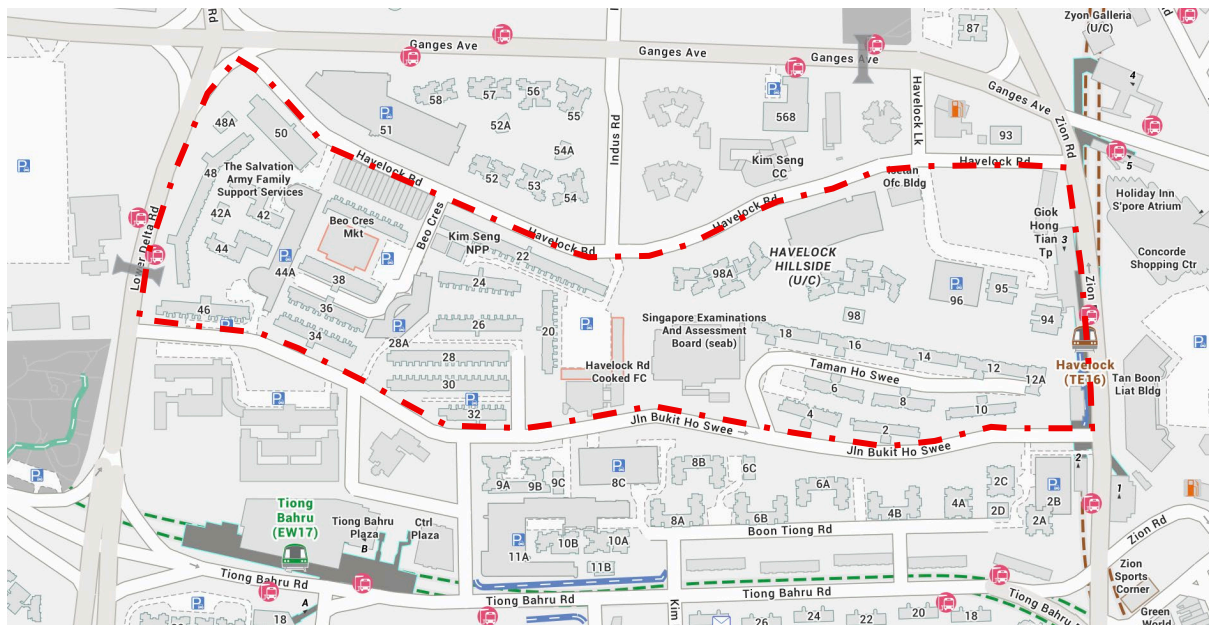 Rd
Zyon Galleria
(U/C)
87
Ganges Ave
Ganges Ave
Ganges Ave
4
58
57
56
55
568
Havelock Lk
Ganges Ave
48A
50
51
52A
Indus Rd
93
Zion Rd
54A
Kim Seng
CC
Havelock Rd
5
48
The Salvation
Army Family
Support Services
Havelock Rd
52
53
54
Ofc Bldg
Holiday Inn
S'pore Atrium
42A
42
Beo Cres
Mkt
Beo Cres
Kim Seng
NPP
Havelock Rd
Havelock Rd
Giok
Hong
Tian
Tp
3
Lower Delta Rd
44
44A
22
98A
HAVELOCK
HILLSIDE
(U/C)
Concorde
Shopping Ctr
38
24
96
95
Zion
46
36
34
28A
26
20
Singapore Examinations
And Assessment
Board (seab)
98
94
18
16
14
12
12A
28
30
Havelock Rd
Cooked FC
Taman Ho Swee
Havelock
(TE16)
Tan Boon
Liat Bldg
6
8
32
4
2
10
Jln Bukit Ho Swee
Jln Bukit Ho Swee
2
1
9A
9B
9C
8C
8B
6C
6A
2C
2B
8A
6B
4B
4A
2D
2A
Tiong
Bahru
(EW17)
Tiong Bahru
Plaza
B
Ctrl
Plaza
Boon Tiong Rd
Zion Rd
11A
10B
10A
11B
Tiong Bahru Rd
Tiong Bahru Rd
Tiong Bahru Rd
Tiong Bahru
Zion
Sports
Corner
A
18
Kim
26
24
22
20
18
Green
World